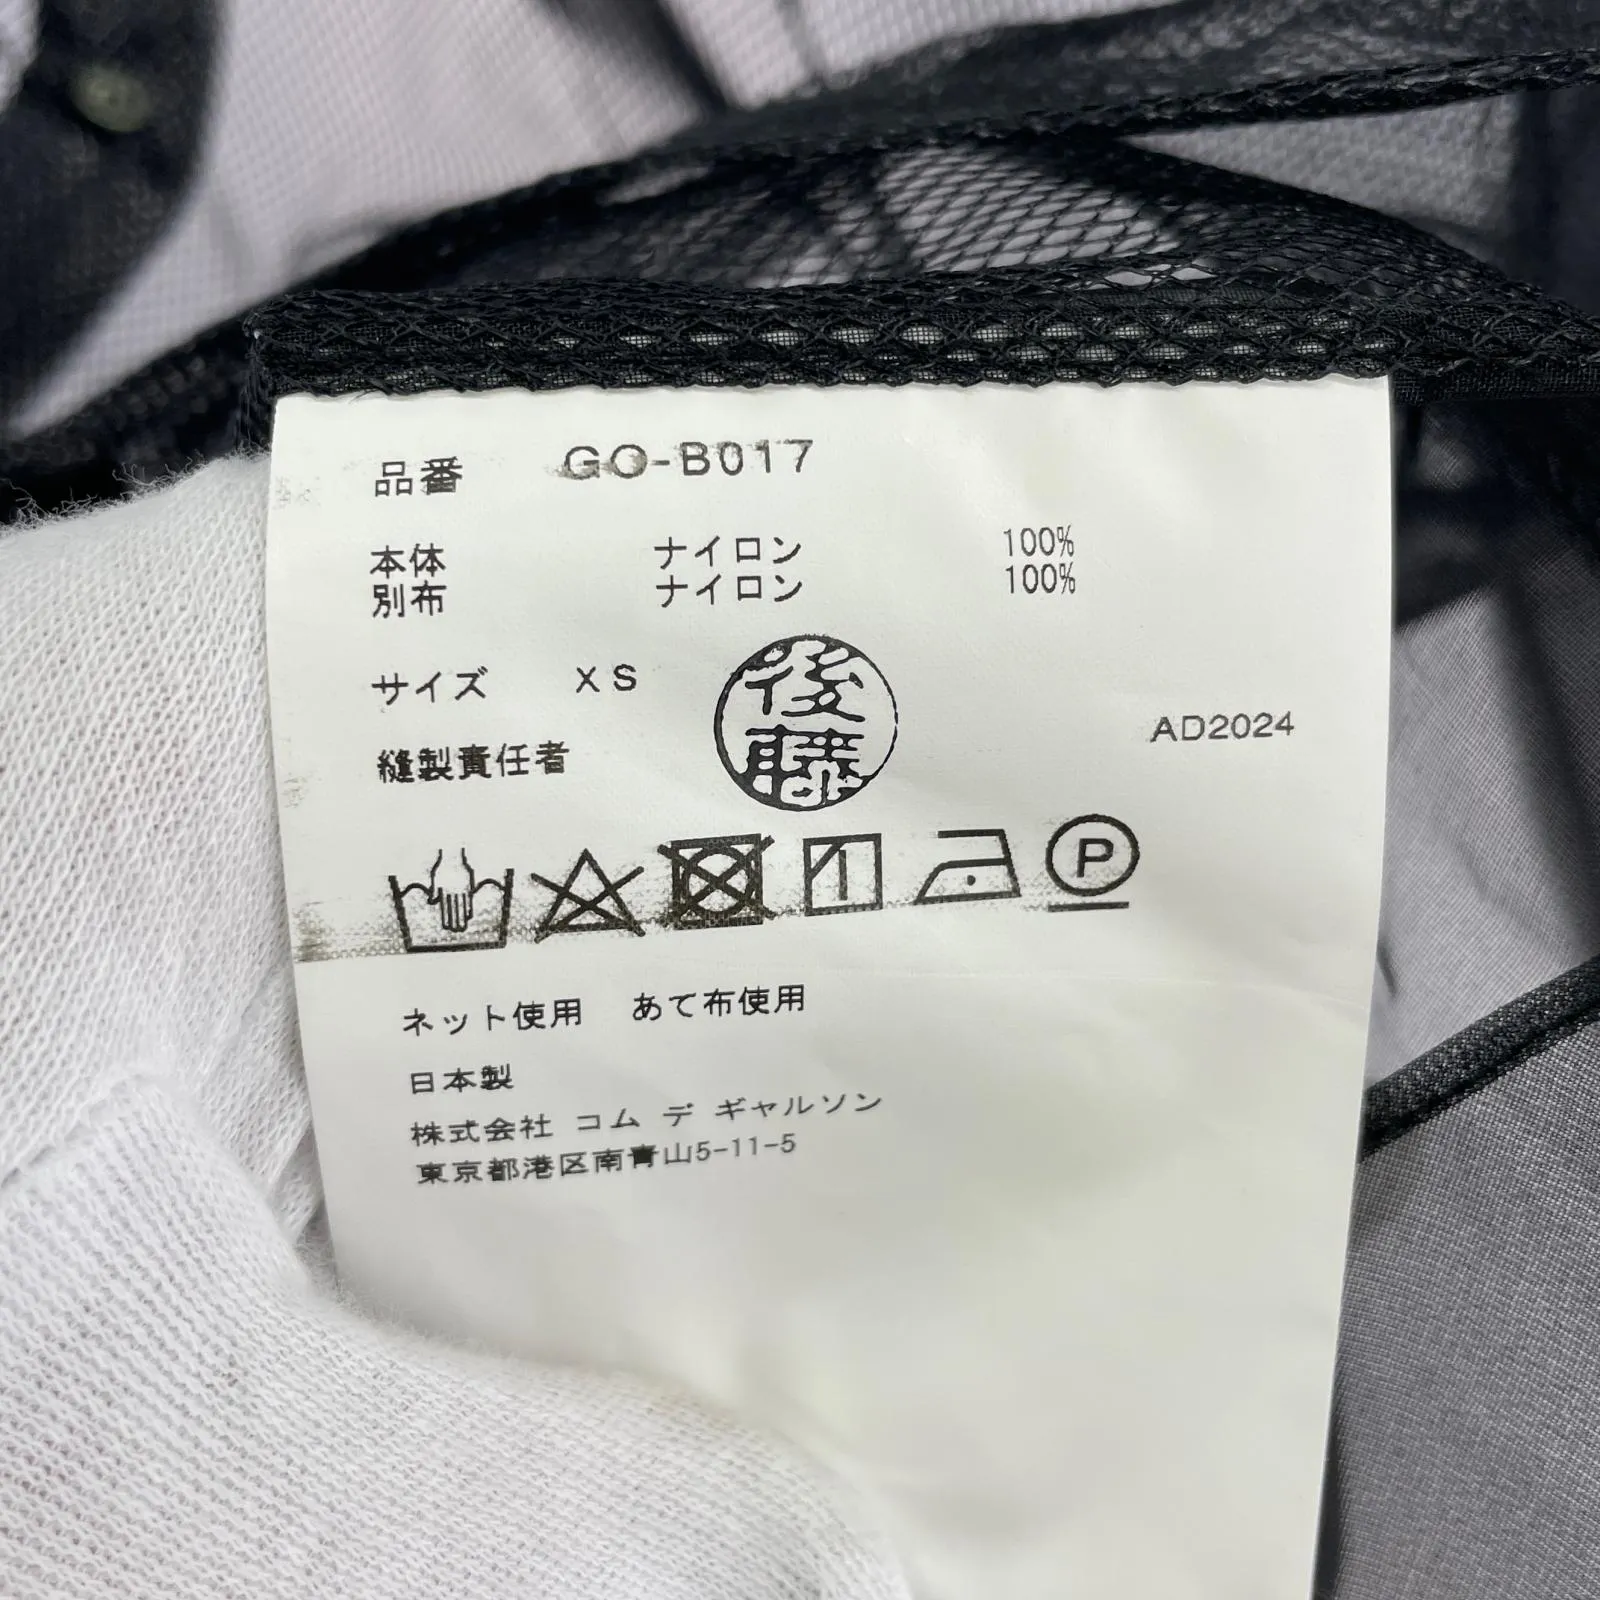 品番 GO-B017
本体 ナイロン 100%
別布 ナイロン 100%
サイズ XS
後藤
縫製責任者
AD2024
P
ネット使用 あて布使用
日本製
株式会社 コム デ ギャルソン
東京都港区南青山5-11-5